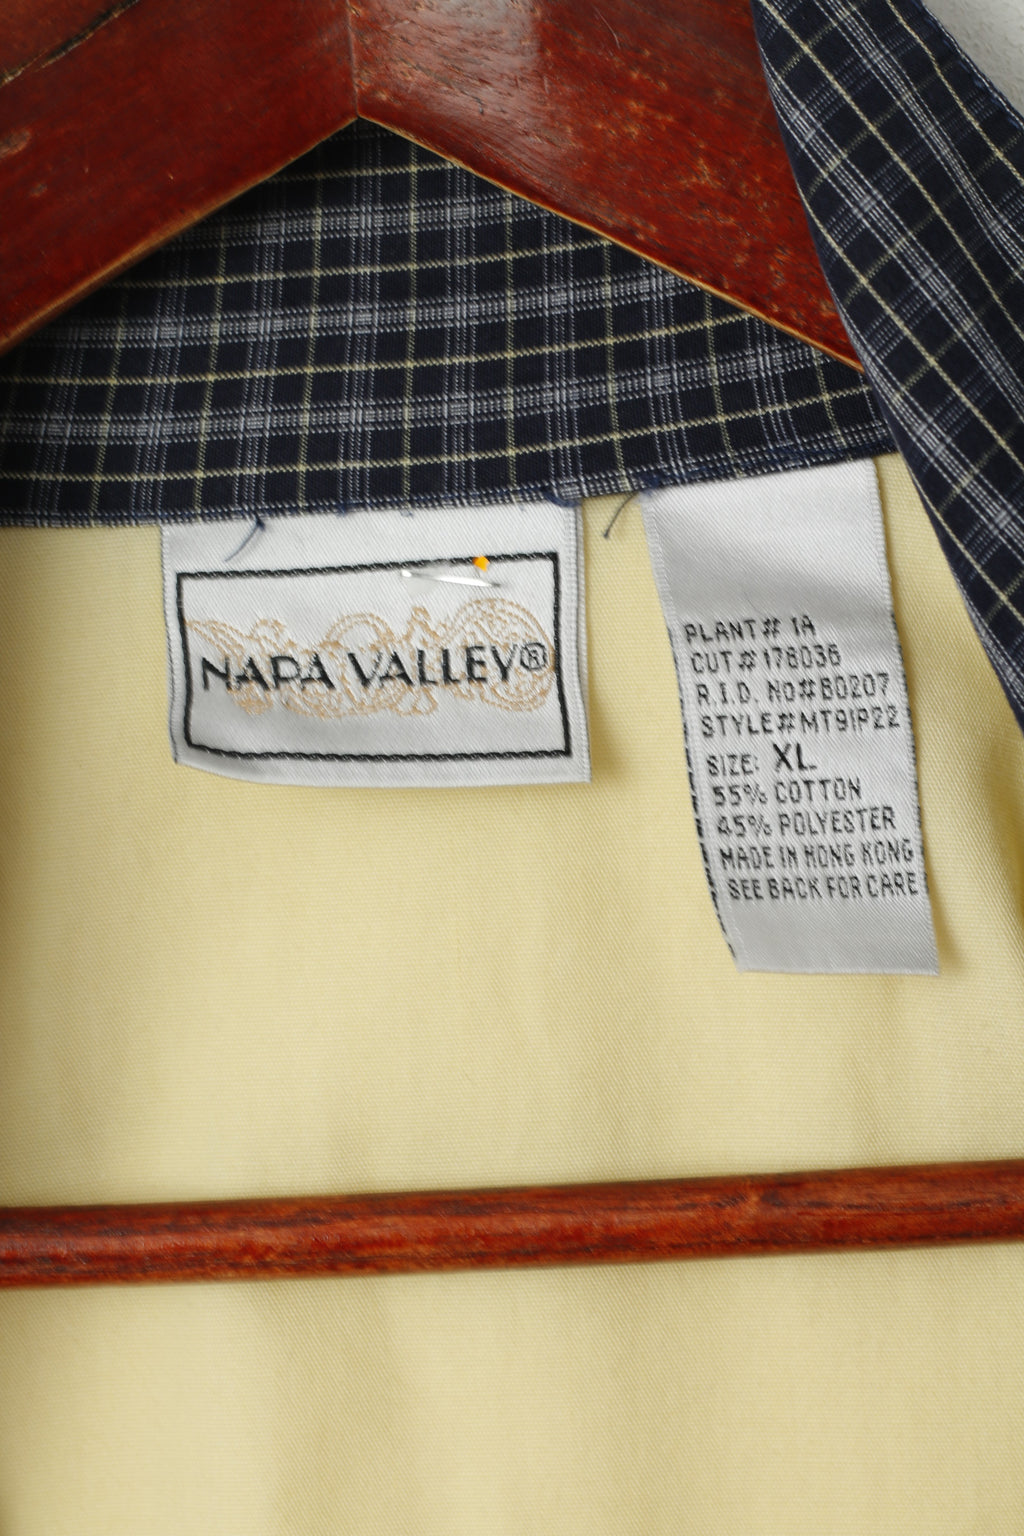 NAPA VALLEY®
PLANT# 1A
CUT# 178036
R.I.D. NO# 80207
STYLE# MT91P22
SIZE: XL
55% COTTON
45% POLYESTER
MADE IN HONG KONG
SEE BACK FOR CARE